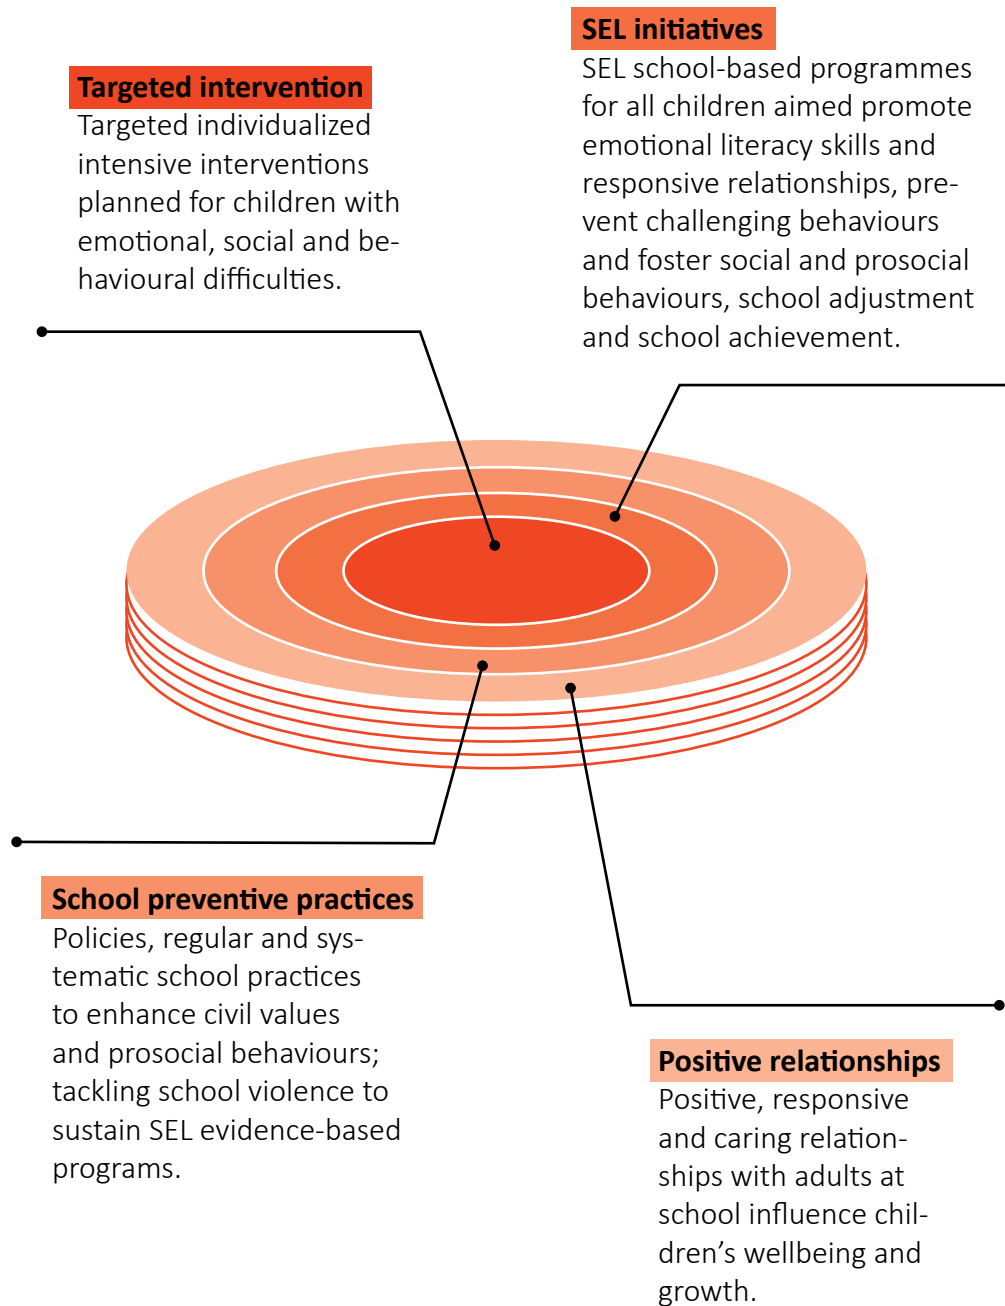 Targeted intervention
Targeted individualized
intensive interventions
planned for children with
emotional, social and be-
havioural difficulties.
SEL initiatives
SEL school-based programmes
for all children aimed promote
emotional literacy skills and
responsive relationships, pre-
vent challenging behaviours
and foster social and prosocial
behaviours, school adjustment
and school achievement.
School preventive practices
Policies, regular and sys-
tematic school practices
to enhance civil values
and prosocial behaviours;
tackling school violence to
sustain SEL evidence-based
programs.
Positive relationships
Positive, responsive
and caring relation-
ships with adults at
school influence chil-
dren’s wellbeing and
growth.